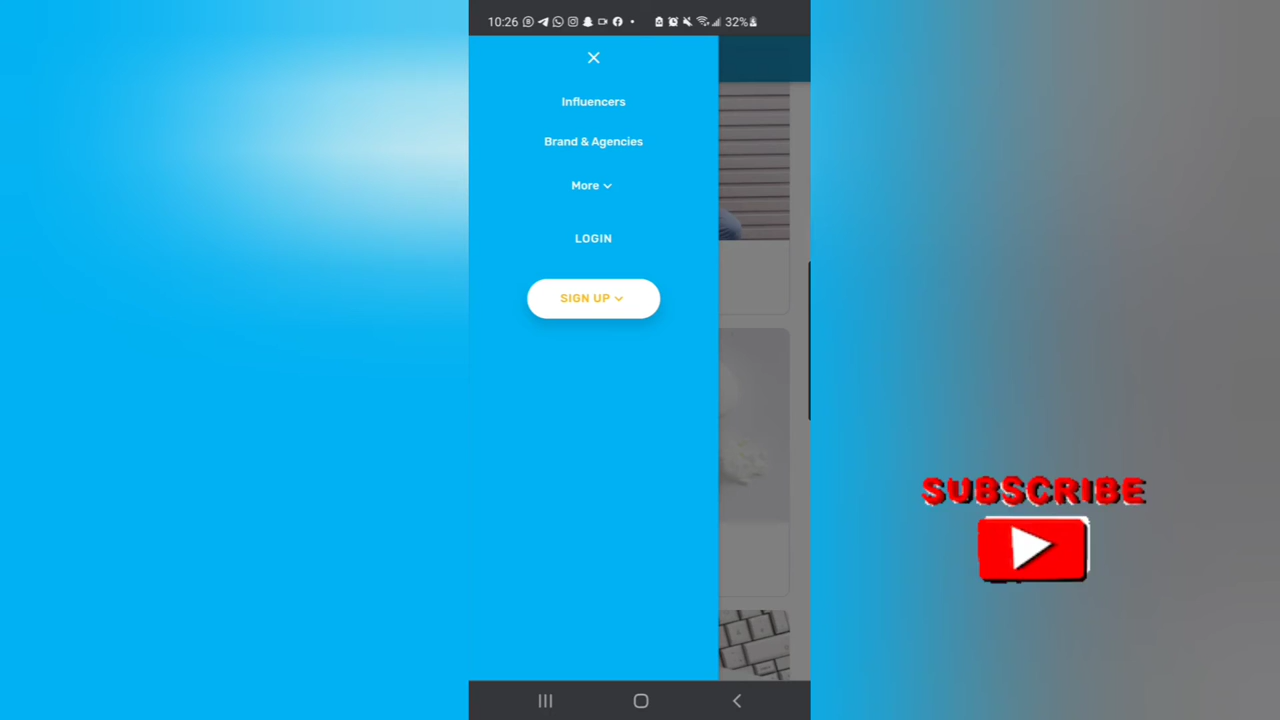 10:26
32%
Influencers
Brand & Agencies
More
LOGIN
SIGN UP
SUBSCRIBE